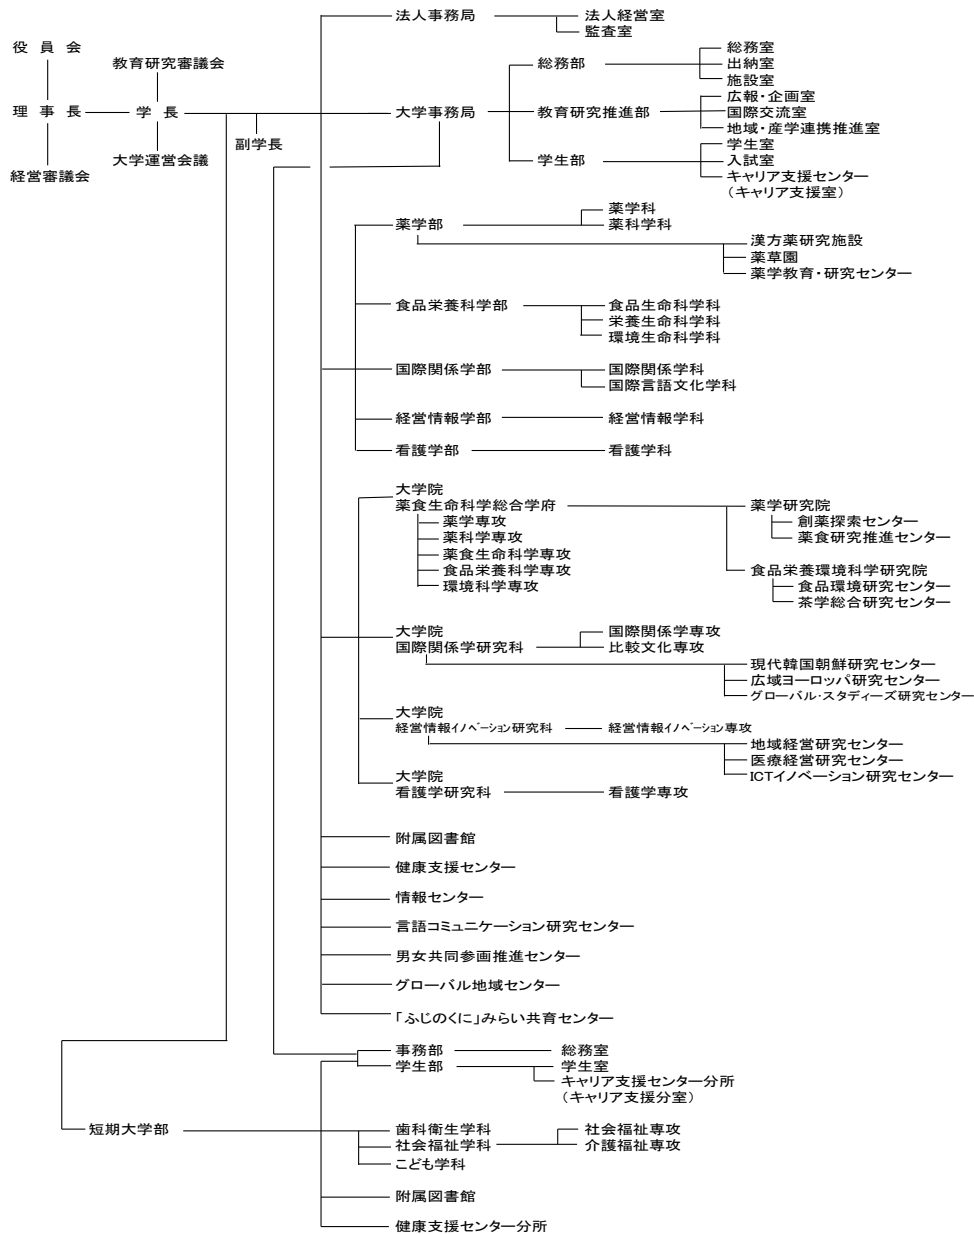 法人事務局
法人経営室
監査室
役員会
教育研究審議会
総務部
総務室
出納室
施設室
理事長
学長
副学長
大学事務局
教育研究推進部
広報・企画室
国際交流室
地域・産学連携推進室
経営審議会
大学運営会議
学生部
学生室
入試室
キャリア支援センター
(キャリア支援室)
薬学部
薬学科
薬科学科
漢方薬研究施設
薬草園
薬学教育・研究センター
食品栄養科学部
食品生命科学科
栄養生命科学科
環境生命科学科
国際関係学部
国際関係学科
国際言語文化学科
経営情報学部
経営情報学科
看護学部
看護学科
大学院
薬食生命科学総合学府
薬学専攻
薬科学専攻
薬食生命科学専攻
食品栄養科学専攻
環境科学専攻
薬学研究院
創薬探索センター
薬食研究推進センター
食品栄養環境科学研究院
食品環境研究センター
茶学総合研究センター
大学院
国際関係学研究科
国際関係学専攻
比較文化専攻
現代韓国朝鮮研究センター
広域ヨーロッパ研究センター
グローバル・スタディーズ研究センター
大学院
経営情報イノベーション研究科
経営情報イノベーション専攻
地域経営研究センター
医療経営研究センター
ICTイノベーション研究センター
大学院
看護学研究科
看護学専攻
附属図書館
健康支援センター
情報センター
言語コミュニケーション研究センター
男女共同参画推進センター
グローバル地域センター
「ふじのくに」みらい共育センター
事務部
総務室
学生部
学生室
キャリア支援センター分所
(キャリア支援分室)
短期大学部
歯科衛生学科
社会福祉学科
社会福祉専攻
介護福祉専攻
こども学科
附属図書館
健康支援センター分所